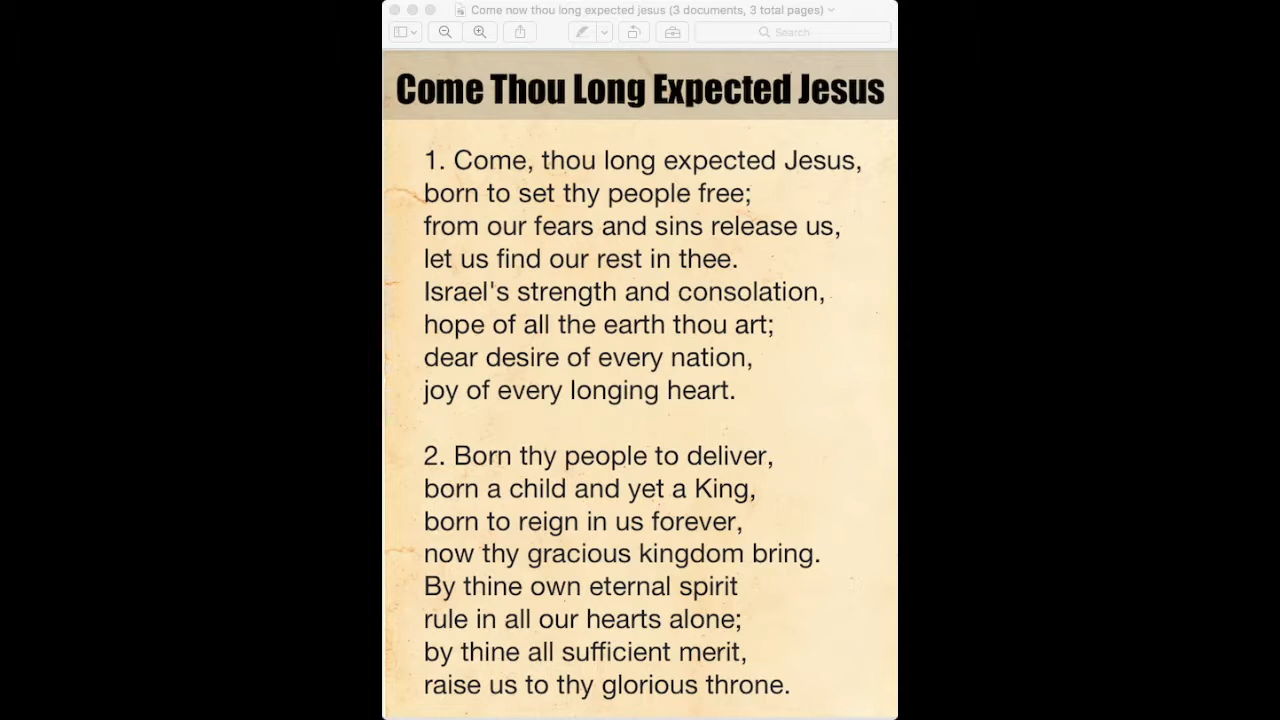 Come now thou long expected jesus (3 documents, 3 total pages)
Search
Come Thou Long Expected Jesus
1. Come, thou long expected Jesus,
born to set thy people free;
from our fears and sins release us,
let us find our rest in thee.
Israel's strength and consolation,
hope of all the earth thou art;
dear desire of every nation,
joy of every longing heart.
2. Born thy people to deliver,
born a child and yet a King,
born to reign in us forever,
now thy gracious kingdom bring.
By thine own eternal spirit
rule in all our hearts alone;
by thine all sufficient merit,
raise us to thy glorious throne.